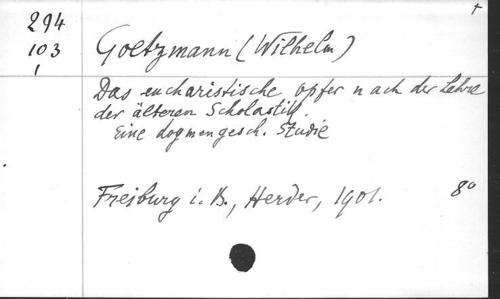 294
103
1
Goetzmann (Wilhelm)
Das eucharistische Opfer nach der Lehre
der älteren Scholastik.
Eine dogmengesch. Studie
Freiburg i. B., Herder, 1901. 8°